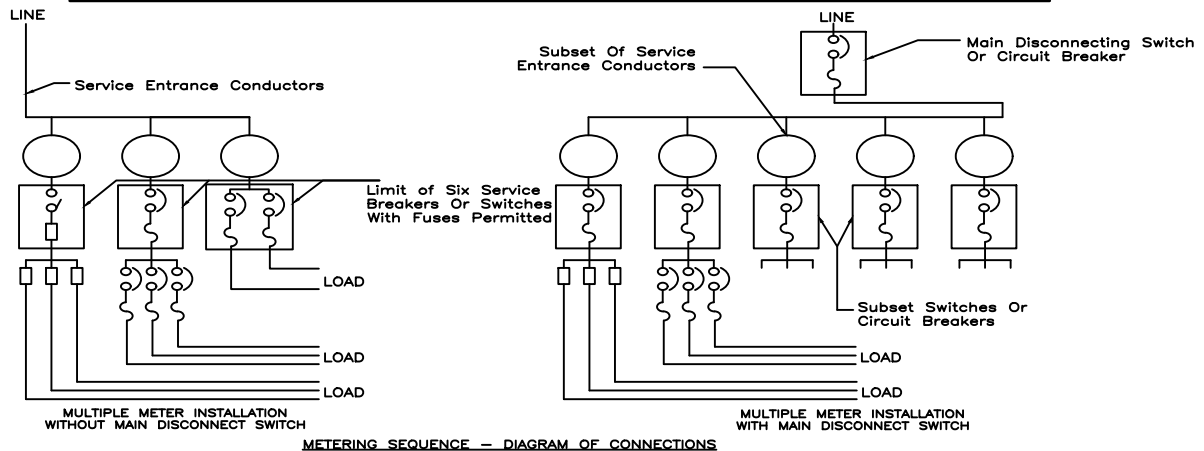 LINE
Service Entrance Conductors
Limit of Six Service
Breakers Or Switches
With Fuses Permitted
LOAD
LOAD
LOAD
MULTIPLE METER INSTALLATION
WITHOUT MAIN DISCONNECT SWITCH
LINE
Main Disconnecting Switch
Or Circuit Breaker
Subset Of Service
Entrance Conductors
Subset Switches Or
Circuit Breakers
LOAD
LOAD
MULTIPLE METER INSTALLATION
WITH MAIN DISCONNECT SWITCH
METERING SEQUENCE – DIAGRAM OF CONNECTIONS